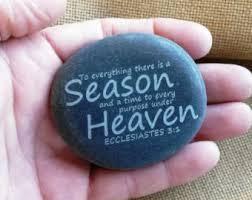 To everything there is a
Season
and a time to every
purpose under
Heaven
ECCLESIASTES 3:1